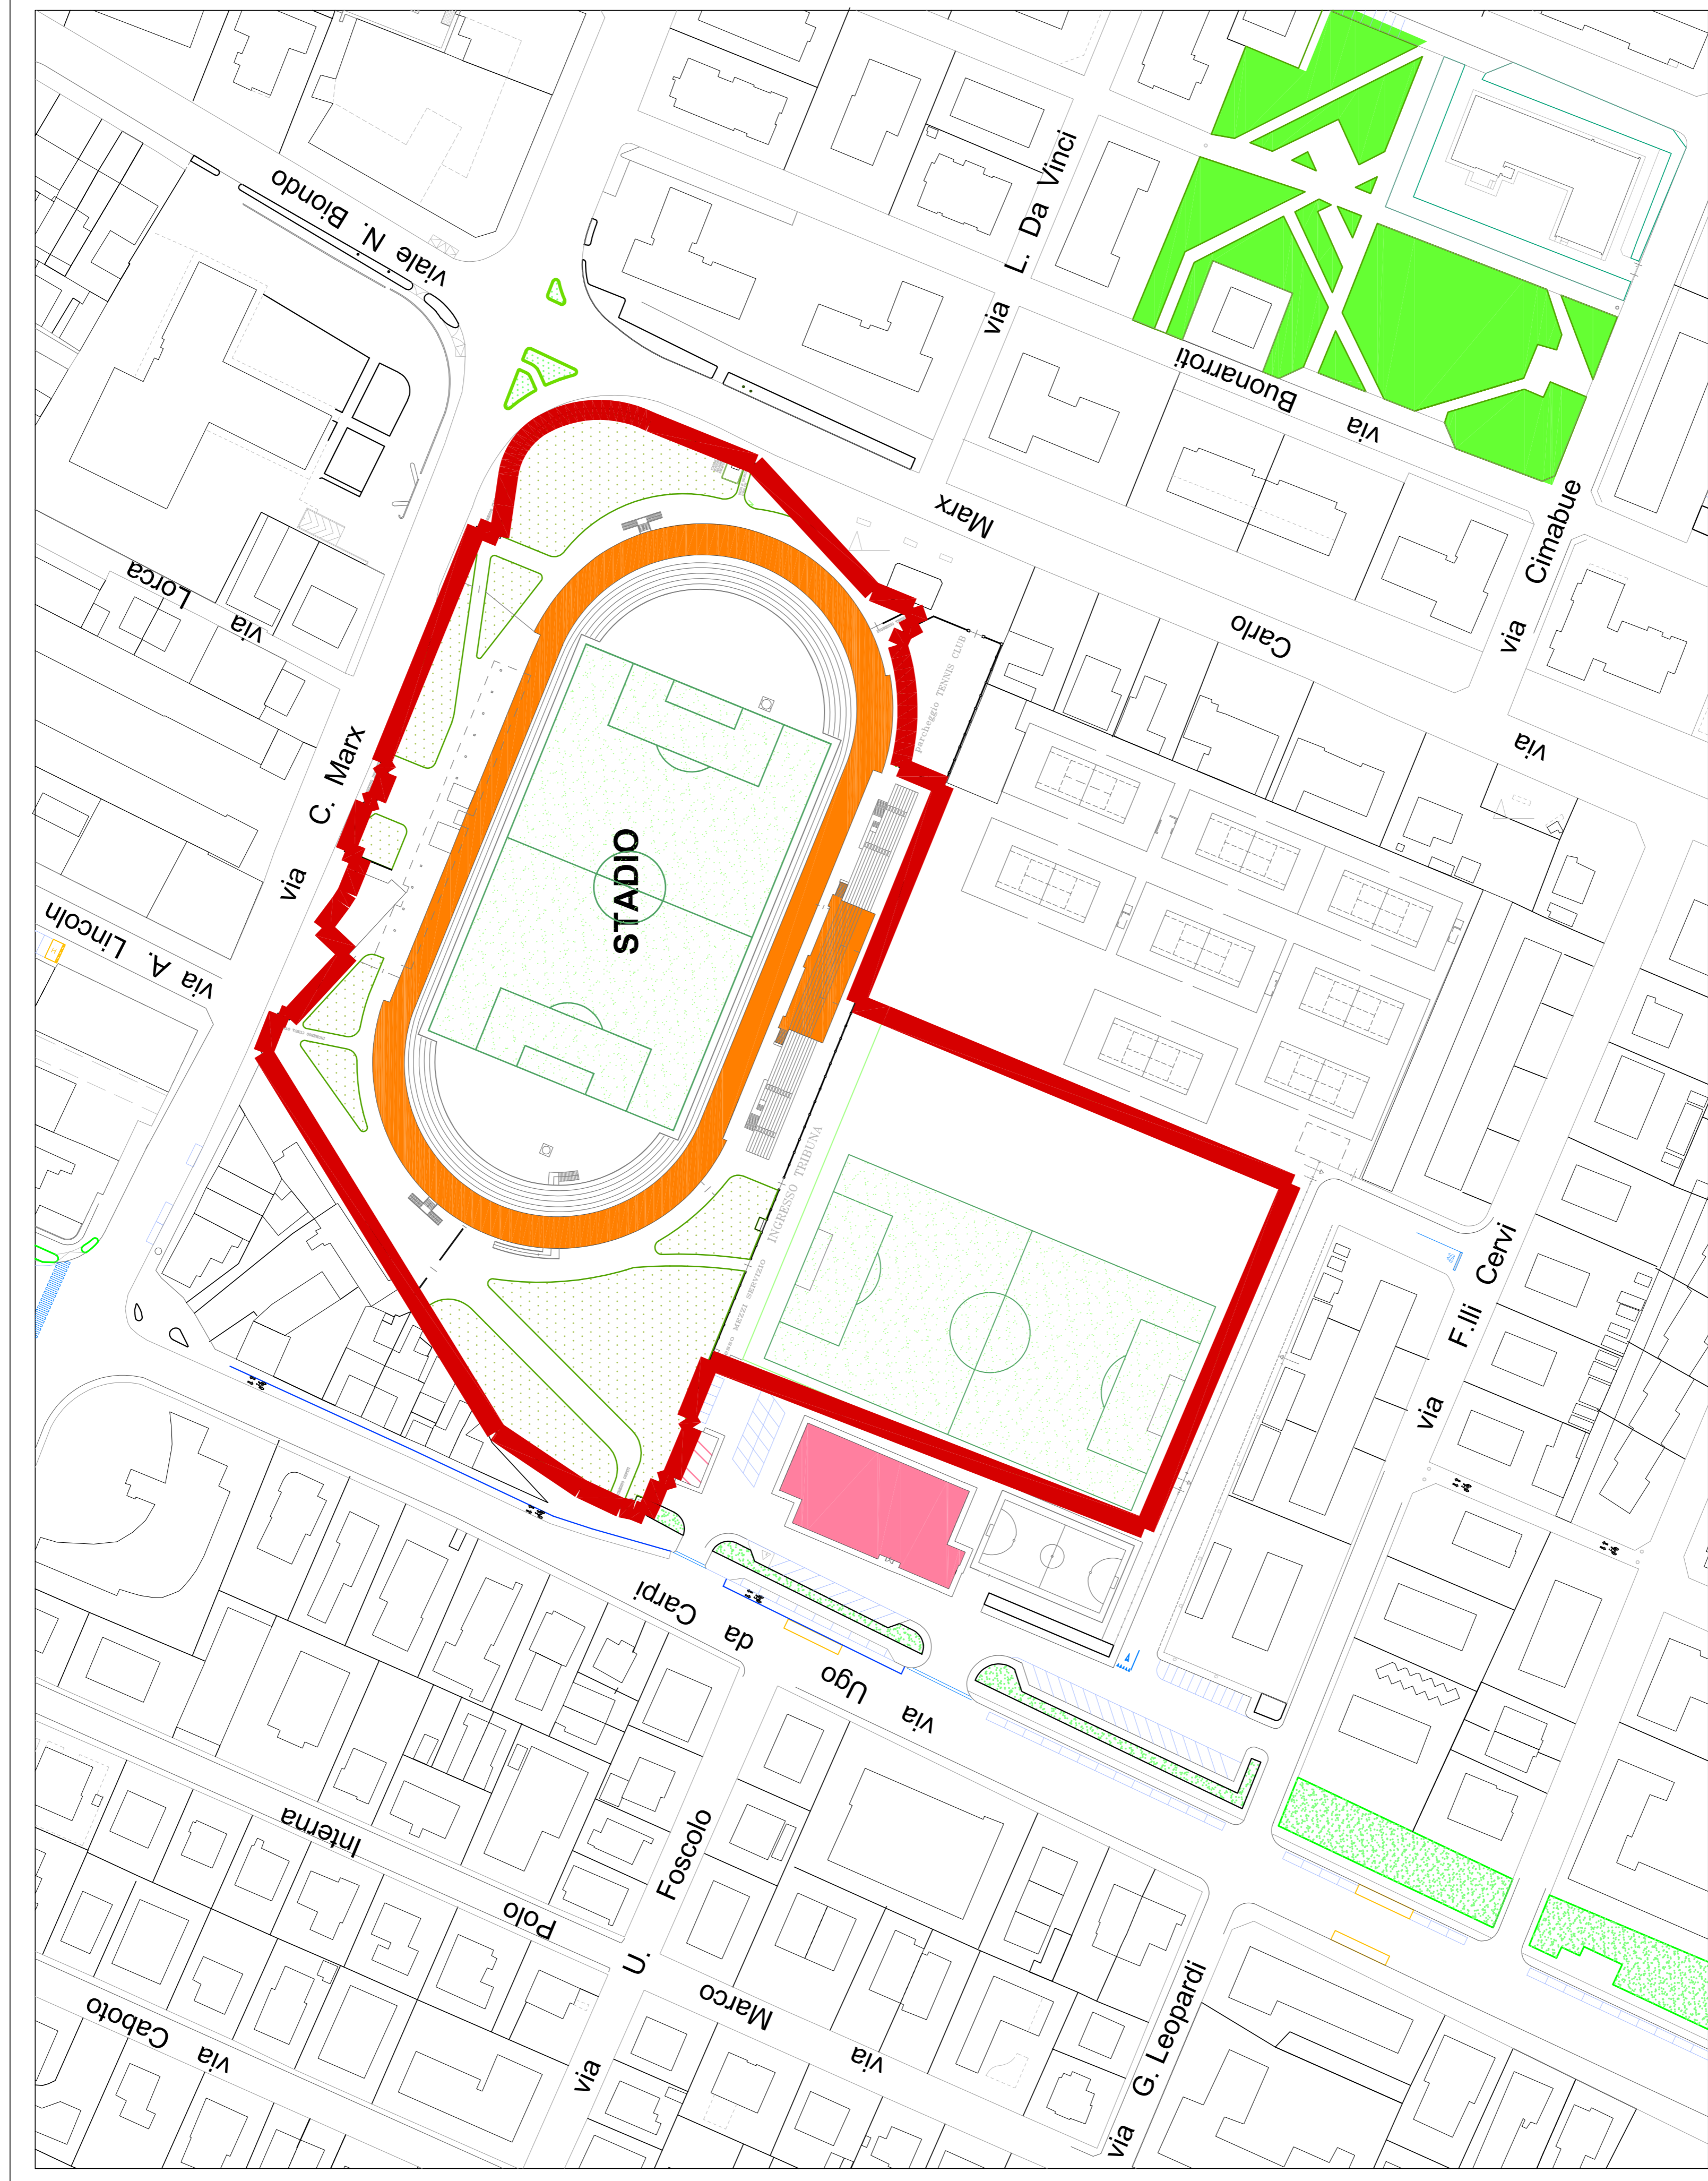 viale N. Biondo
via L. Da Vinci
via Buonarroti
via Cimabue
via Carlo Marx
via Lorca
via C. Marx
via A. Lincoln
STADIO
parcheggio TENNIS CLUB
INGRESSO TRIBUNA
MEZZI SERVIZIO
via F.lli Cervi
via Ugo da Carpi
via U. Foscolo
via Marco Polo
Interna
via Caboto
via G. Leopardi